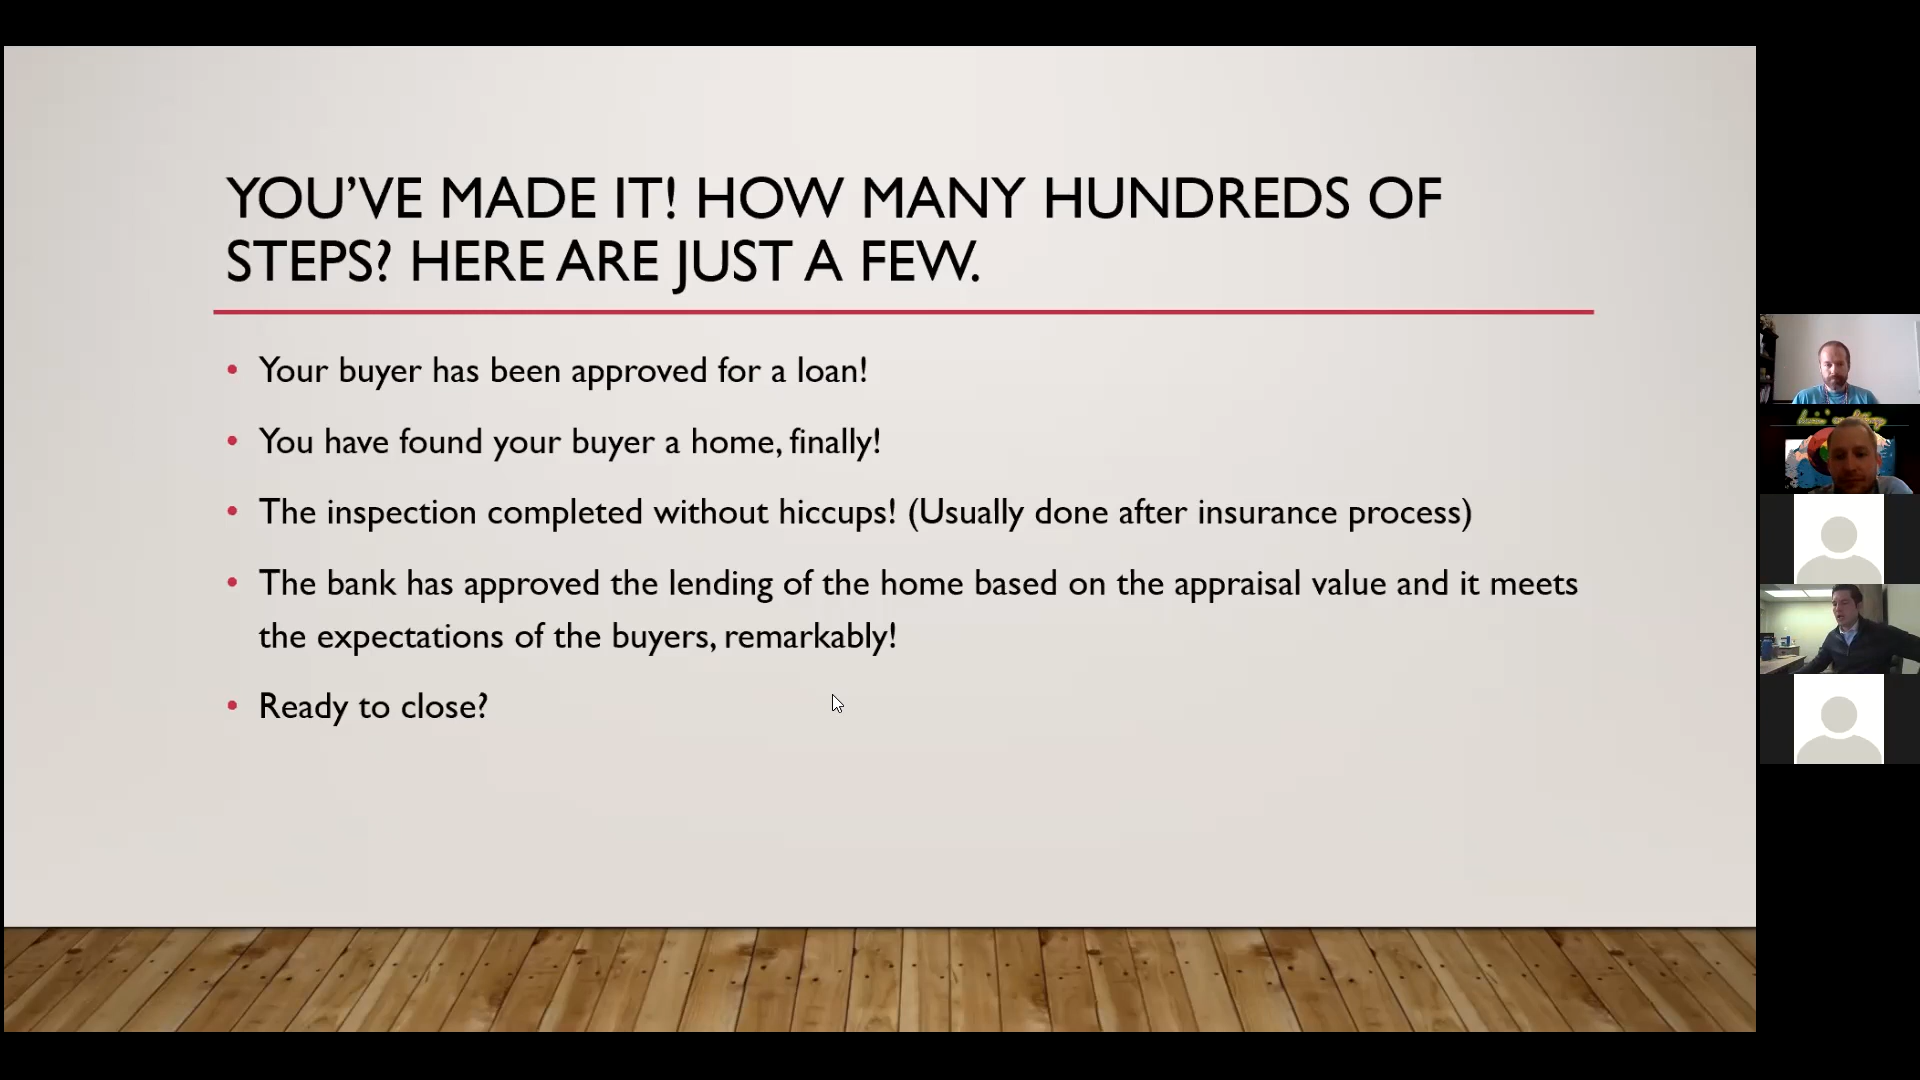 YOU’VE MADE IT! HOW MANY HUNDREDS OF
STEPS? HERE ARE JUST A FEW.
• Your buyer has been approved for a loan!
• You have found your buyer a home, finally!
• The inspection completed without hiccups! (Usually done after insurance process)
• The bank has approved the lending of the home based on the appraisal value and it meets
the expectations of the buyers, remarkably!
• Ready to close?